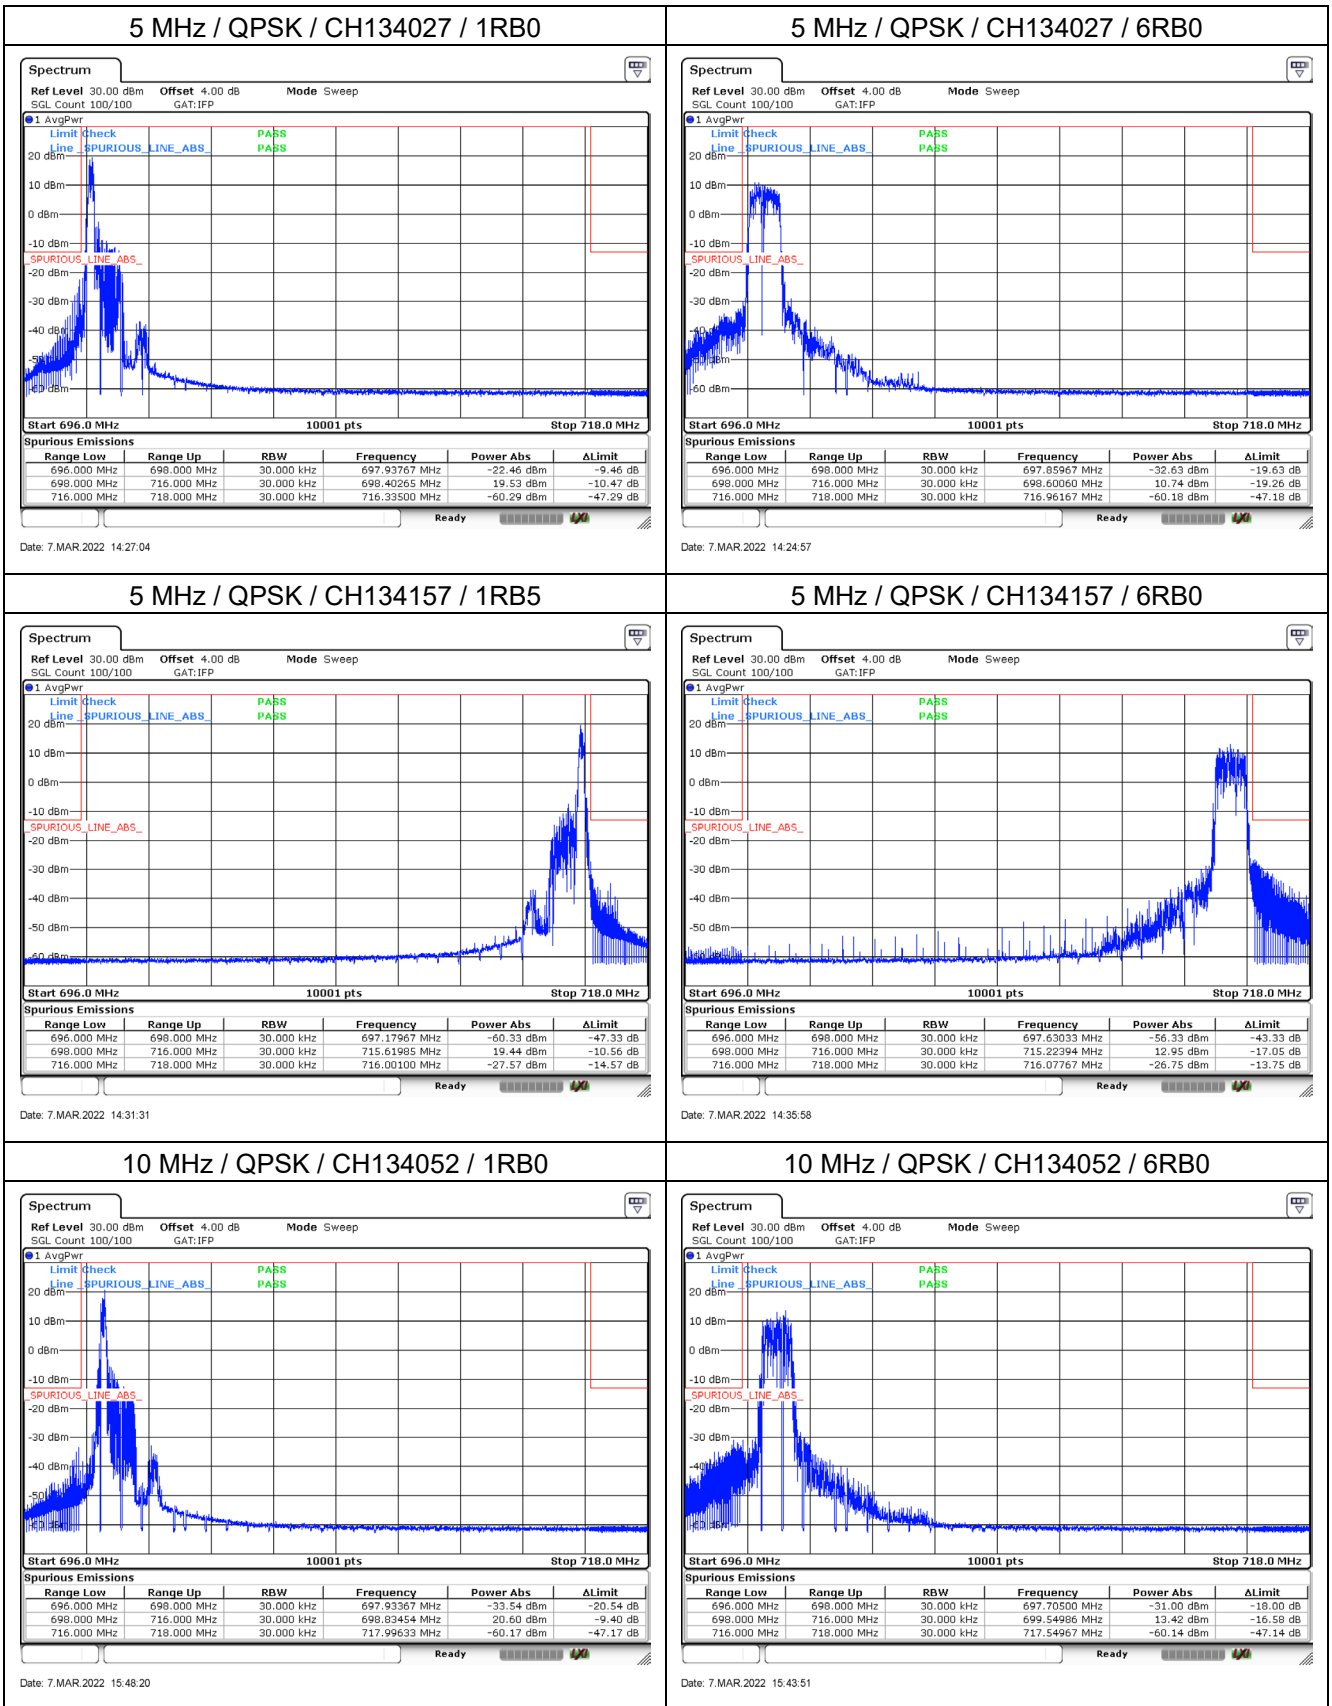 5 MHz / QPSK / CH134027 / 1RB0
Spectrum
Ref Level 30.00 dBm Offset 4.00 dB Mode Sweep
SGL Count 100/100 GAT:IFP
1 AvgPwr
Limit Check PASS
Line _SPURIOUS_LINE_ABS_ PASS
20 dBm
10 dBm
0 dBm
-10 dBm
_SPURIOUS_LINE_ABS_
-20 dBm
-30 dBm
-40 dBm
-50 dBm
-60 dBm
Start 696.0 MHz 10001 pts Stop 718.0 MHz
Spurious Emissions
Range Low Range Up RBW Frequency Power Abs ΔLimit
696.000 MHz 698.000 MHz 30.000 kHz 697.93767 MHz -22.46 dBm -9.46 dB
698.000 MHz 716.000 MHz 30.000 kHz 698.40265 MHz 19.53 dBm -10.47 dB
716.000 MHz 718.000 MHz 30.000 kHz 716.33500 MHz -60.29 dBm -47.29 dB
Ready LXI
Date: 7.MAR.2022 14:27:04
5 MHz / QPSK / CH134027 / 6RB0
Spectrum
Ref Level 30.00 dBm Offset 4.00 dB Mode Sweep
SGL Count 100/100 GAT:IFP
1 AvgPwr
Limit Check PASS
Line _SPURIOUS_LINE_ABS_ PASS
20 dBm
10 dBm
0 dBm
-10 dBm
_SPURIOUS_LINE_ABS_
-20 dBm
-30 dBm
-40 dBm
-50 dBm
-60 dBm
Start 696.0 MHz 10001 pts Stop 718.0 MHz
Spurious Emissions
Range Low Range Up RBW Frequency Power Abs ΔLimit
696.000 MHz 698.000 MHz 30.000 kHz 697.85967 MHz -32.63 dBm -19.63 dB
698.000 MHz 716.000 MHz 30.000 kHz 698.60060 MHz 10.74 dBm -19.26 dB
716.000 MHz 718.000 MHz 30.000 kHz 716.96167 MHz -60.18 dBm -47.18 dB
Ready LXI
Date: 7.MAR.2022 14:24:57
5 MHz / QPSK / CH134157 / 1RB5
Spectrum
Ref Level 30.00 dBm Offset 4.00 dB Mode Sweep
SGL Count 100/100 GAT:IFP
1 AvgPwr
Limit Check PASS
Line _SPURIOUS_LINE_ABS_ PASS
20 dBm
10 dBm
0 dBm
-10 dBm
_SPURIOUS_LINE_ABS_
-20 dBm
-30 dBm
-40 dBm
-50 dBm
-60 dBm
Start 696.0 MHz 10001 pts Stop 718.0 MHz
Spurious Emissions
Range Low Range Up RBW Frequency Power Abs ΔLimit
696.000 MHz 698.000 MHz 30.000 kHz 697.17967 MHz -60.33 dBm -47.33 dB
698.000 MHz 716.000 MHz 30.000 kHz 715.61985 MHz 19.44 dBm -10.56 dB
716.000 MHz 718.000 MHz 30.000 kHz 716.00100 MHz -27.57 dBm -14.57 dB
Ready LXI
Date: 7.MAR.2022 14:31:31
5 MHz / QPSK / CH134157 / 6RB0
Spectrum
Ref Level 30.00 dBm Offset 4.00 dB Mode Sweep
SGL Count 100/100 GAT:IFP
1 AvgPwr
Limit Check PASS
Line _SPURIOUS_LINE_ABS_ PASS
20 dBm
10 dBm
0 dBm
-10 dBm
_SPURIOUS_LINE_ABS_
-20 dBm
-30 dBm
-40 dBm
-50 dBm
-60 dBm
Start 696.0 MHz 10001 pts Stop 718.0 MHz
Spurious Emissions
Range Low Range Up RBW Frequency Power Abs ΔLimit
696.000 MHz 698.000 MHz 30.000 kHz 697.63033 MHz -56.33 dBm -43.33 dB
698.000 MHz 716.000 MHz 30.000 kHz 715.22394 MHz 12.95 dBm -17.05 dB
716.000 MHz 718.000 MHz 30.000 kHz 716.07767 MHz -26.75 dBm -13.75 dB
Ready LXI
Date: 7.MAR.2022 14:35:58
10 MHz / QPSK / CH134052 / 1RB0
Spectrum
Ref Level 30.00 dBm Offset 4.00 dB Mode Sweep
SGL Count 100/100 GAT:IFP
1 AvgPwr
Limit Check PASS
Line _SPURIOUS_LINE_ABS_ PASS
20 dBm
10 dBm
0 dBm
-10 dBm
_SPURIOUS_LINE_ABS_
-20 dBm
-30 dBm
-40 dBm
-50 dBm
-60 dBm
Start 696.0 MHz 10001 pts Stop 718.0 MHz
Spurious Emissions
Range Low Range Up RBW Frequency Power Abs ΔLimit
696.000 MHz 698.000 MHz 30.000 kHz 697.93367 MHz -33.54 dBm -20.54 dB
698.000 MHz 716.000 MHz 30.000 kHz 698.83454 MHz 20.60 dBm -9.40 dB
716.000 MHz 718.000 MHz 30.000 kHz 717.99633 MHz -60.17 dBm -47.17 dB
Ready LXI
Date: 7.MAR.2022 15:48:20
10 MHz / QPSK / CH134052 / 6RB0
Spectrum
Ref Level 30.00 dBm Offset 4.00 dB Mode Sweep
SGL Count 100/100 GAT:IFP
1 AvgPwr
Limit Check PASS
Line _SPURIOUS_LINE_ABS_ PASS
20 dBm
10 dBm
0 dBm
-10 dBm
_SPURIOUS_LINE_ABS_
-20 dBm
-30 dBm
-40 dBm
-50 dBm
-60 dBm
Start 696.0 MHz 10001 pts Stop 718.0 MHz
Spurious Emissions
Range Low Range Up RBW Frequency Power Abs ΔLimit
696.000 MHz 698.000 MHz 30.000 kHz 697.70500 MHz -31.00 dBm -18.00 dB
698.000 MHz 716.000 MHz 30.000 kHz 699.54986 MHz 13.42 dBm -16.58 dB
716.000 MHz 718.000 MHz 30.000 kHz 717.54967 MHz -60.14 dBm -47.14 dB
Ready LXI
Date: 7.MAR.2022 15:43:51